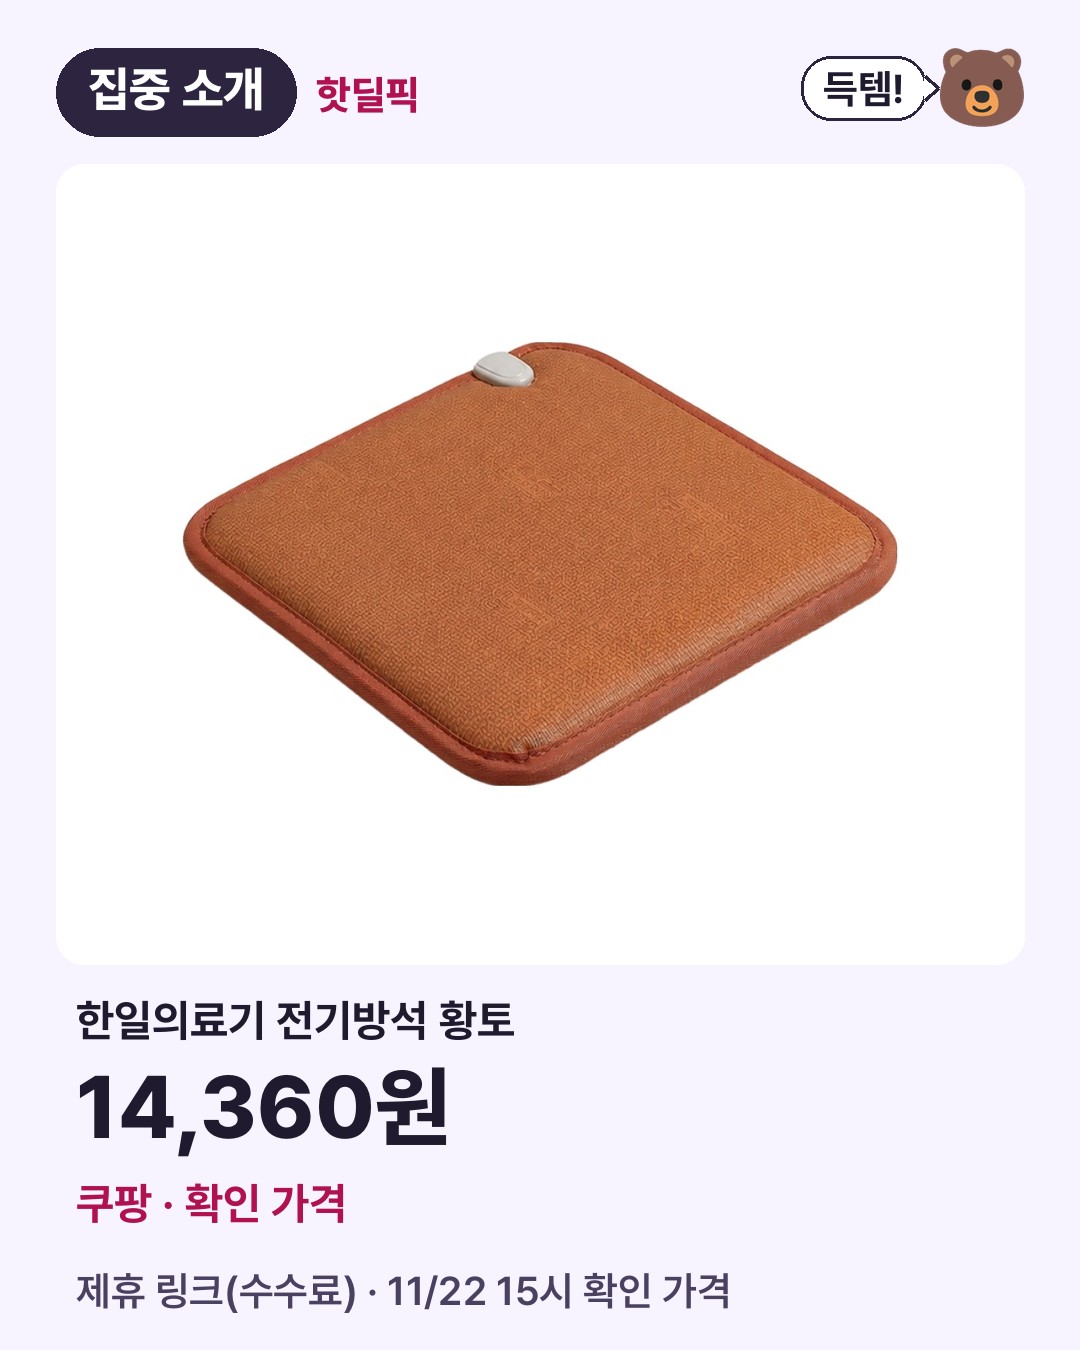 집중 소개
핫딜픽
득템!
한일의료기 전기방석 황토
14,360원
쿠팡 · 확인 가격
제휴 링크(수수료) · 11/22 15시 확인 가격